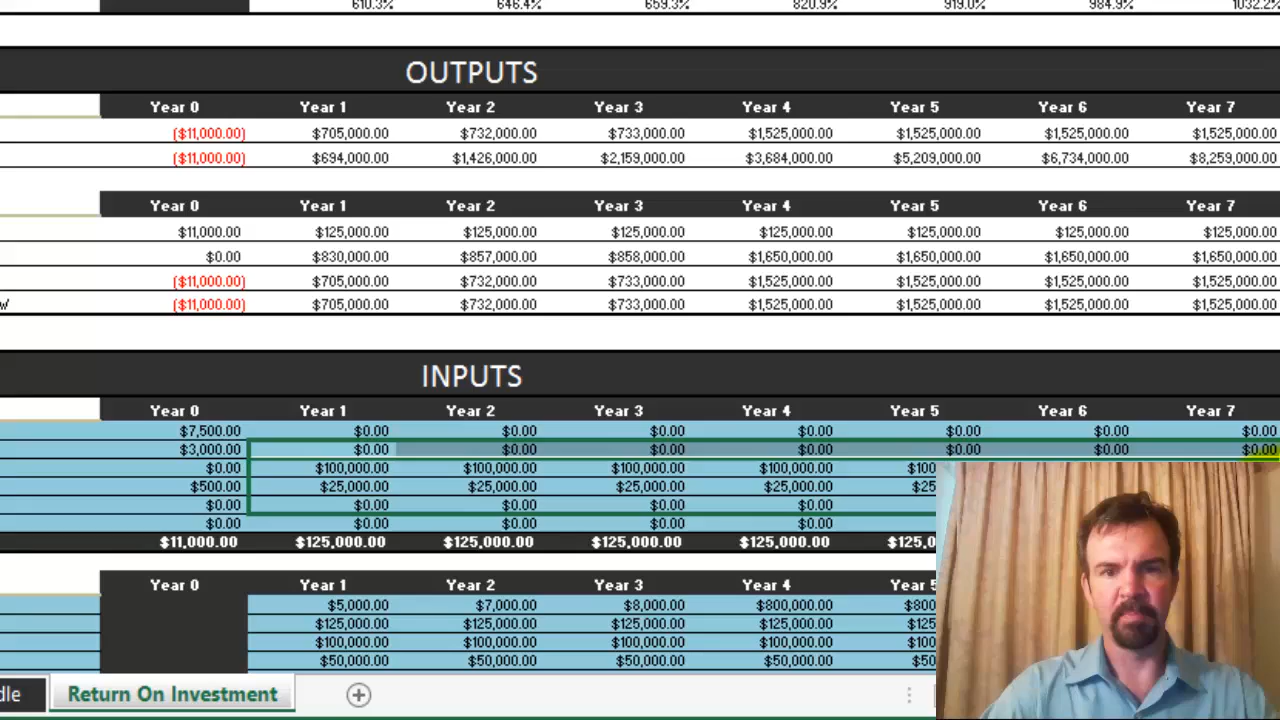 610.3% 646.4% 659.3% 820.9% 919.0% 984.9% 1032.2%
OUTPUTS
Year 0 Year 1 Year 2 Year 3 Year 4 Year 5 Year 6 Year 7
($11,000.00) $705,000.00 $732,000.00 $733,000.00 $1,525,000.00 $1,525,000.00 $1,525,000.00 $1,525,000.00
($11,000.00) $694,000.00 $1,426,000.00 $2,159,000.00 $3,684,000.00 $5,209,000.00 $6,734,000.00 $8,259,000.00
Year 0 Year 1 Year 2 Year 3 Year 4 Year 5 Year 6 Year 7
$11,000.00 $125,000.00 $125,000.00 $125,000.00 $125,000.00 $125,000.00 $125,000.00 $125,000.00
$0.00 $830,000.00 $857,000.00 $858,000.00 $1,650,000.00 $1,650,000.00 $1,650,000.00 $1,650,000.00
($11,000.00) $705,000.00 $732,000.00 $733,000.00 $1,525,000.00 $1,525,000.00 $1,525,000.00 $1,525,000.00
w ($11,000.00) $705,000.00 $732,000.00 $733,000.00 $1,525,000.00 $1,525,000.00 $1,525,000.00 $1,525,000.00
INPUTS
Year 0 Year 1 Year 2 Year 3 Year 4 Year 5 Year 6 Year 7
$7,500.00 $0.00 $0.00 $0.00 $0.00 $0.00 $0.00 $0.00
$3,000.00 $0.00 $0.00 $0.00 $0.00 $0.00 $0.00 $0.00
$0.00 $100,000.00 $100,000.00 $100,000.00 $100,000.00 $100
$500.00 $25,000.00 $25,000.00 $25,000.00 $25,000.00 $25
$0.00 $0.00 $0.00 $0.00 $0.00
$0.00 $0.00 $0.00 $0.00 $0.00
$11,000.00 $125,000.00 $125,000.00 $125,000.00 $125,000.00 $125,0
Year 0 Year 1 Year 2 Year 3 Year 4 Year 5
$5,000.00 $7,000.00 $8,000.00 $800,000.00 $800
$125,000.00 $125,000.00 $125,000.00 $125,000.00 $125
$100,000.00 $100,000.00 $100,000.00 $100,000.00 $100
$50,000.00 $50,000.00 $50,000.00 $50,000.00 $50
dle Return On Investment